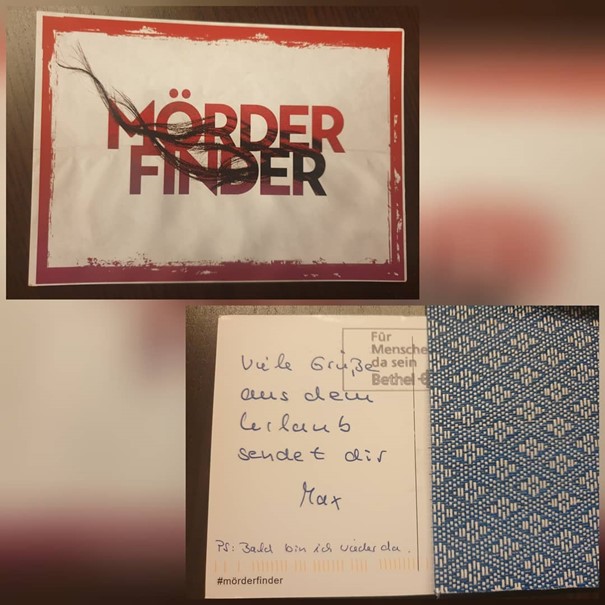 MÖRDER
FINDER
Für
Mensche
da sein
Bethel
Viele Grüße
aus dem
Urlaub
sendet dir
Max
PS: Bald bin ich wieder da.
#mörderfinder